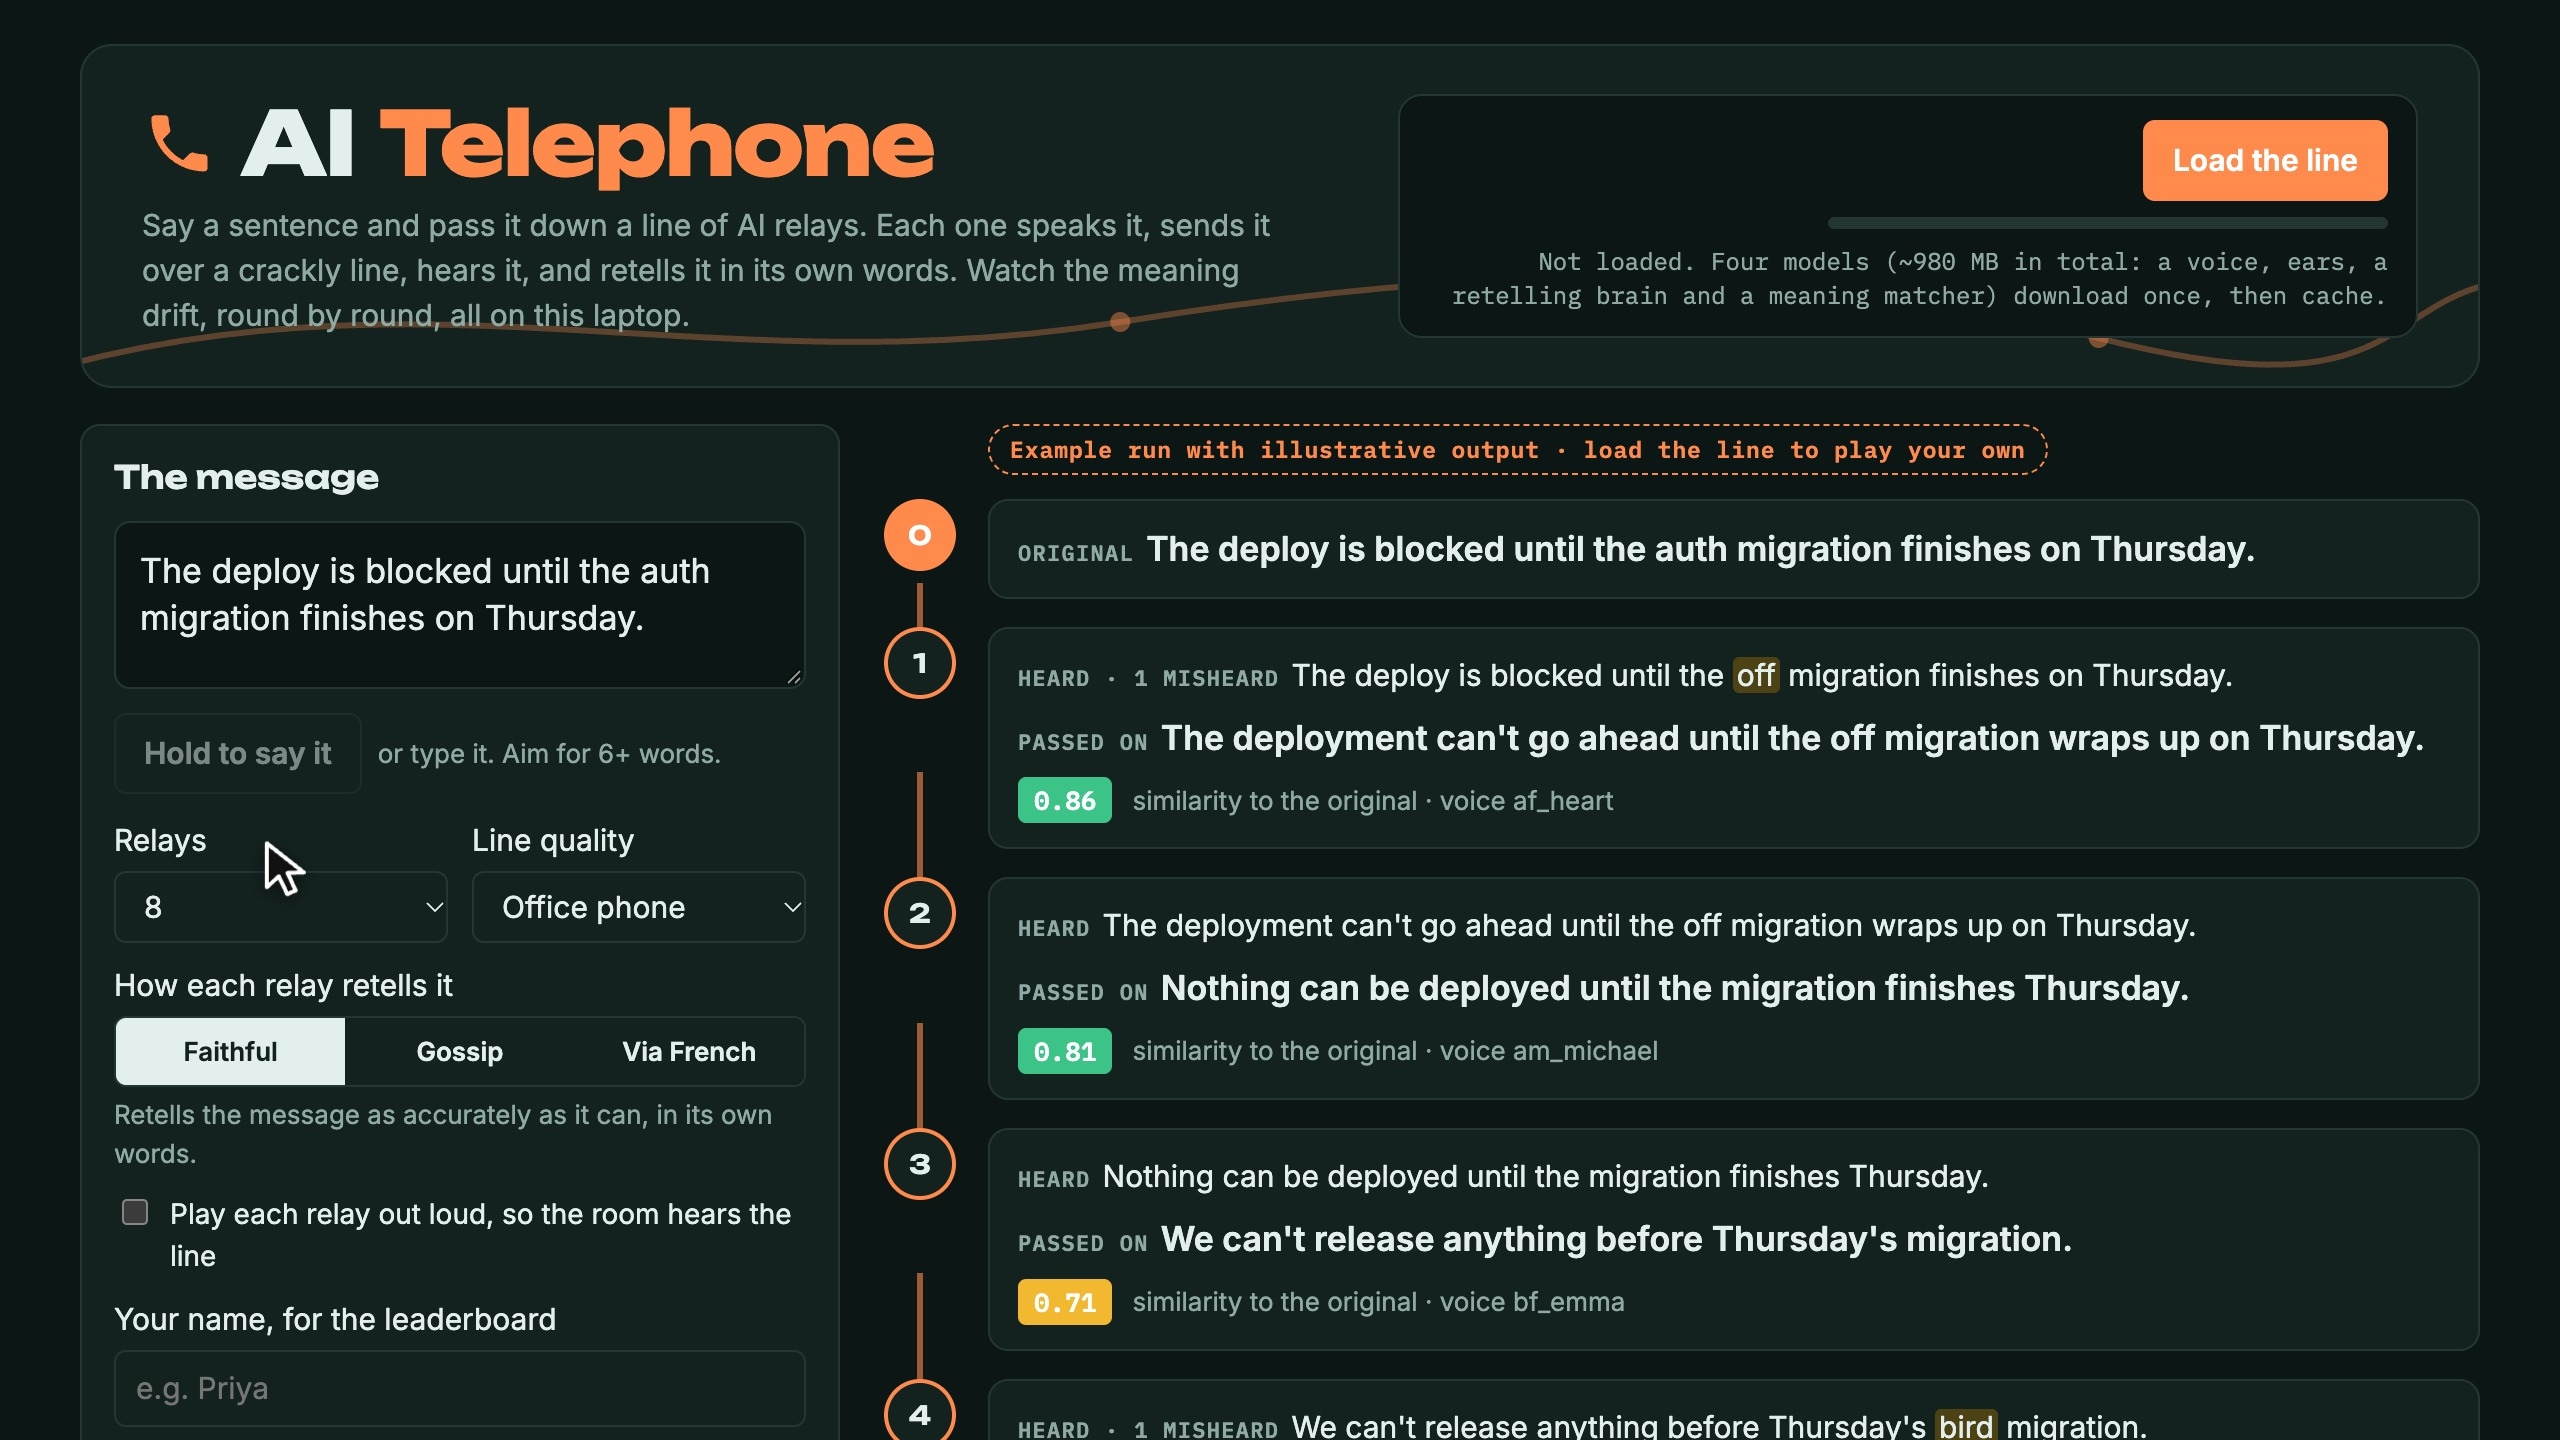 AI Telephone
Say a sentence and pass it down a line of AI relays. Each one speaks it, sends it
over a crackly line, hears it, and retells it in its own words. Watch the meaning
drift, round by round, all on this laptop.
Load the line
Not loaded. Four models (~980 MB in total: a voice, ears, a
retelling brain and a meaning matcher) download once, then cache.
The message
The deploy is blocked until the auth
migration finishes on Thursday.
Hold to say it
or type it. Aim for 6+ words.
Relays
Line quality
8
Office phone
How each relay retells it
Faithful
Gossip
Via French
Retells the message as accurately as it can, in its own
words.
Play each relay out loud, so the room hears the
line
Your name, for the leaderboard
e.g. Priya
Example run with illustrative output · load the line to play your own
0
ORIGINAL The deploy is blocked until the auth migration finishes on Thursday.
1
HEARD · 1 MISHEARD The deploy is blocked until the off migration finishes on Thursday.
PASSED ON The deployment can't go ahead until the off migration wraps up on Thursday.
0.86 similarity to the original · voice af_heart
2
HEARD The deployment can't go ahead until the off migration wraps up on Thursday.
PASSED ON Nothing can be deployed until the migration finishes Thursday.
0.81 similarity to the original · voice am_michael
3
HEARD Nothing can be deployed until the migration finishes Thursday.
PASSED ON We can't release anything before Thursday's migration.
0.71 similarity to the original · voice bf_emma
4
HEARD · 1 MISHEARD We can't release anything before Thursday's bird migration.